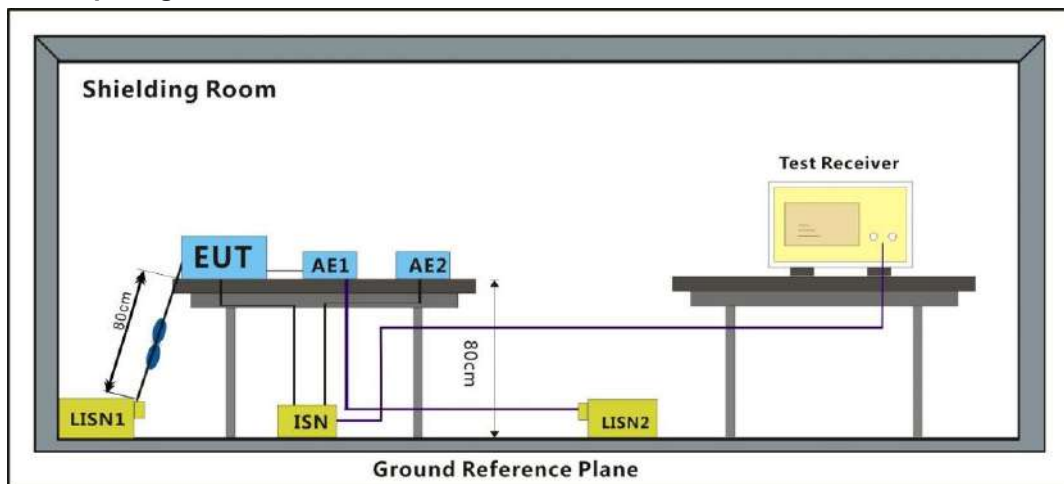 Shielding Room
Test Receiver
EUT
AE1
AE2
80cm
80cm
LISN1
ISN
LISN2
Ground Reference Plane